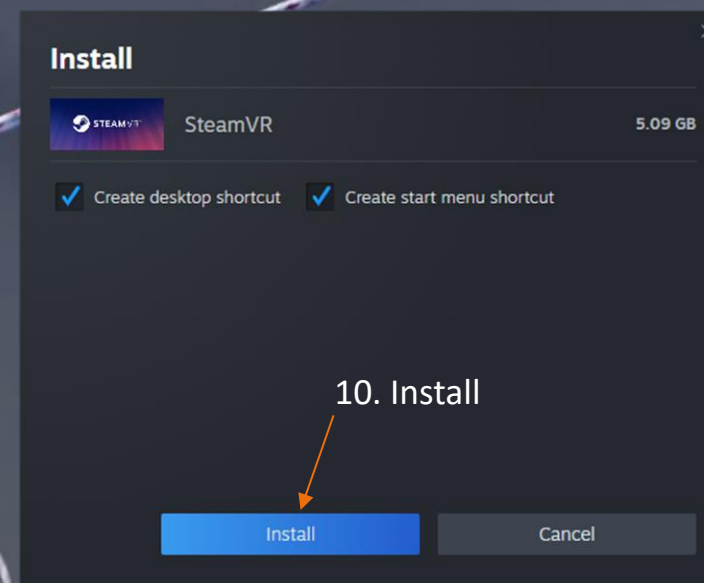 Install
STEAMVR
SteamVR
5.09 GB
Create desktop shortcut
Create start menu shortcut
10. Install
Install
Cancel